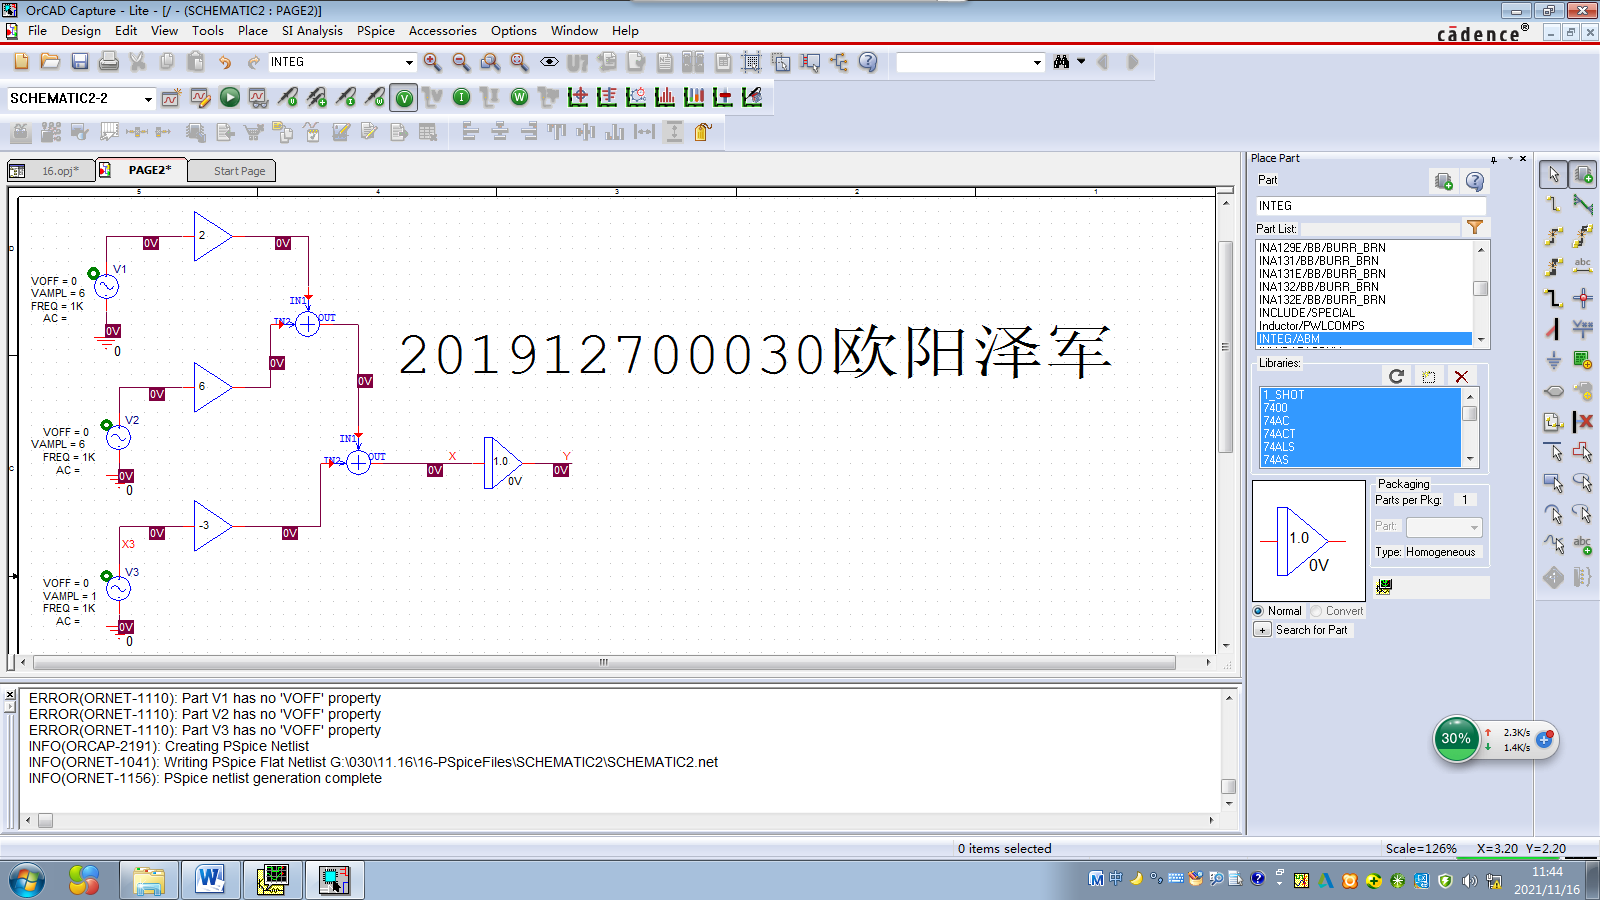 OrCAD Capture - Lite - [/ - (SCHEMATIC2 : PAGE2)]
File Design Edit View Tools Place SI Analysis PSpice Accessories Options Window Help
cādence®
INTEG
SCHEMATIC2-2
16.opj* PAGE2* Start Page
5 4 3 2 1
2
0V 0V
V1
VOFF = 0
VAMPL = 6
FREQ = 1K
AC =
0V
0
IN1
IN2 OUT
0V
201912700030欧阳泽军
6
0V
0V
V2
VOFF = 0
VAMPL = 6
FREQ = 1K
AC =
0V
0
IN1
IN2 OUT
0V
X
1.0
0V
Y
0V
-3
0V 0V
X3
V3
VOFF = 0
VAMPL = 1
FREQ = 1K
AC =
0V
0
ERROR(ORNET-1110): Part V1 has no 'VOFF' property
ERROR(ORNET-1110): Part V2 has no 'VOFF' property
ERROR(ORNET-1110): Part V3 has no 'VOFF' property
INFO(ORCAP-2191): Creating PSpice Netlist
INFO(ORNET-1041): Writing PSpice Flat Netlist G:\030\11.16\16-PSpiceFiles\SCHEMATIC2\SCHEMATIC2.net
INFO(ORNET-1156): PSpice netlist generation complete
Place Part
Part
INTEG
Part List:
INA129E/BB/BURR_BRN
INA131/BB/BURR_BRN
INA131E/BB/BURR_BRN
INA132/BB/BURR_BRN
INA132E/BB/BURR_BRN
INCLUDE/SPECIAL
Inductor/PWLCOMPS
INTEG/ABM
Libraries:
1_SHOT
7400
74AC
74ACT
74ALS
74AS
1.0
0V
Packaging
Parts per Pkg: 1
Part:
Type: Homogeneous
Normal Convert
+ Search for Part
30%
2.3K/s
1.4K/s
0 items selected
Scale=126% X=3.20 Y=2.20
中
11:44
2021/11/16